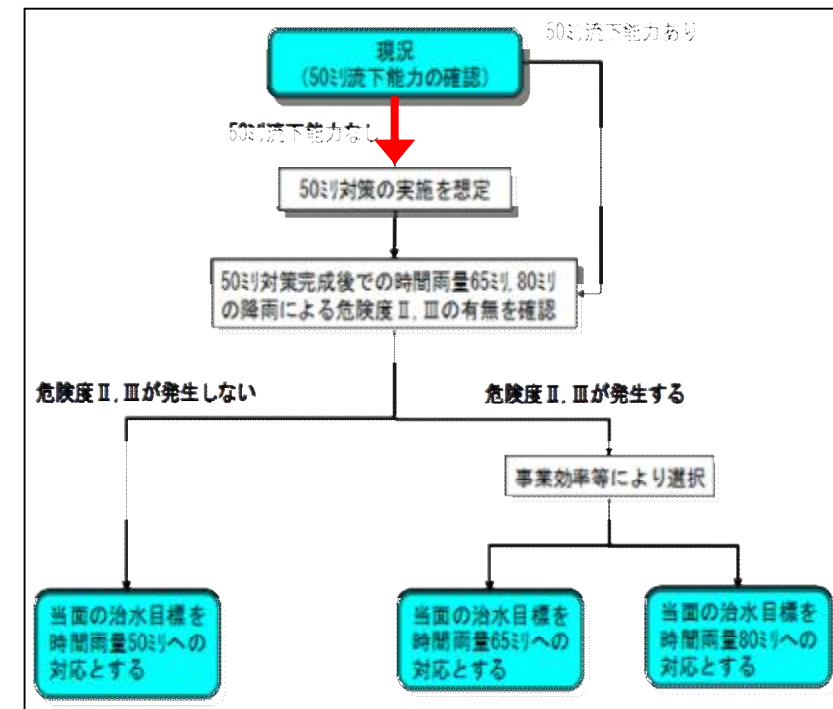 50ﾐﾘ流下能力あり
現況
(50ﾐﾘ流下能力の確認)
50ﾐﾘ流下能力なし
50ﾐﾘ対策の実施を想定
50ﾐﾘ対策完成後での時間雨量65ﾐﾘ,80ﾐﾘ
の降雨による危険度Ⅱ,Ⅲの有無を確認
危険度Ⅱ,Ⅲが発生しない
危険度Ⅱ,Ⅲが発生する
事業効率等により選択
当面の治水目標を
時間雨量50ﾐﾘへの
対応とする
当面の治水目標を
時間雨量65ﾐﾘへの
対応とする
当面の治水目標を
時間雨量80ﾐﾘへの
対応とする